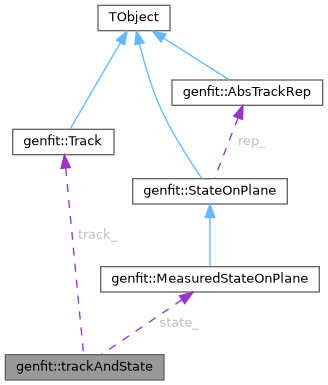 TObject
genfit::AbsTrackRep
genfit::Track
rep_
genfit::StateOnPlane
track_
genfit::MeasuredStateOnPlane
state_
genfit::trackAndState